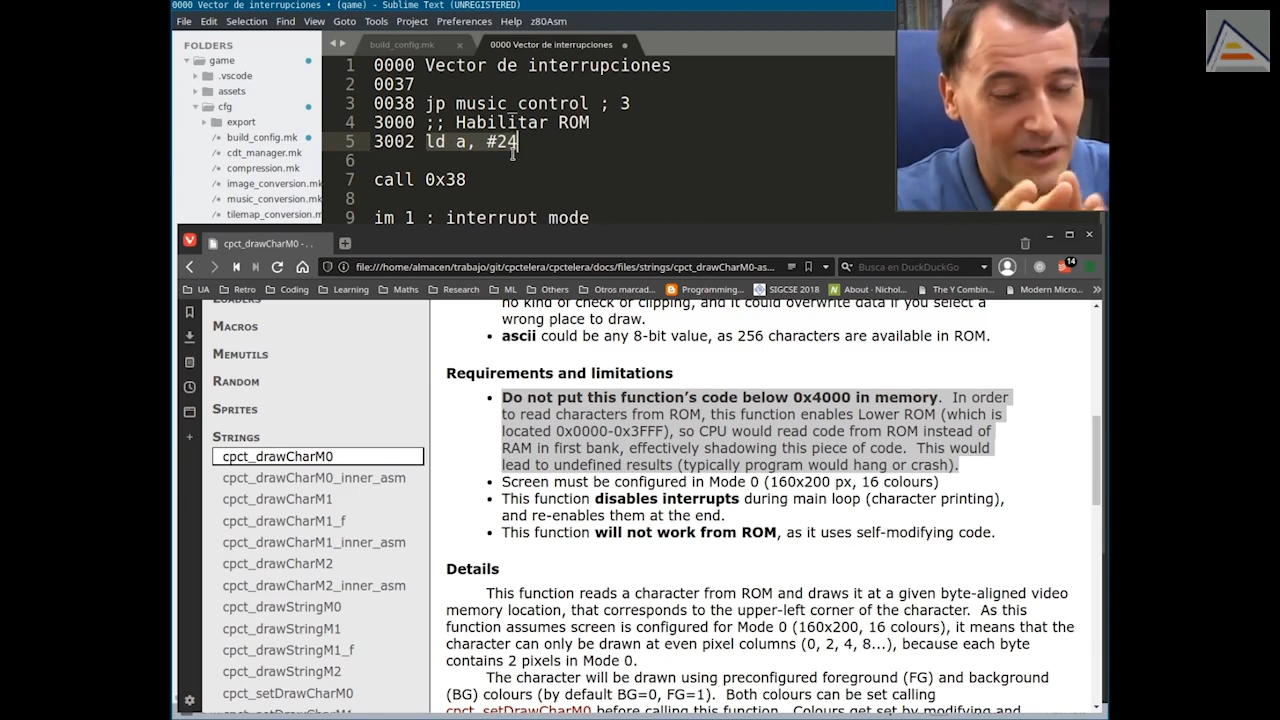 0000 Vector de interrupciones • (game) - Sublime Text (UNREGISTERED)
File Edit Selection Find View Goto Tools Project Preferences Help z80Asm
FOLDERS
game
.vscode
assets
cfg
export
build_config.mk
cdt_manager.mk
compression.mk
image_conversion.mk
music_conversion.mk
tilemap_conversion.m
build_config.mk
0000 Vector de interrupciones
1 0000 Vector de interrupciones
2 0037
3 0038 jp music_control ; 3
4 3000 ;; Habilitar ROM
5 3002 ld a, #24
6
7 call 0x38
8
9 im 1 ; interrupt mode
cpct_drawCharM0 - . .
file:///home/almacen/trabajo/git/cpctelera/cpctelera/docs/files/strings/cpct_drawCharM0-as...
Busca en DuckDuckGo
14
UA Retro Coding Learning Maths Research ML Others Otros marcad... Programming... SIGCSE 2018 About · Nichol... The Y Combin... Modern Micro... »
LOADERS
MACROS
MEMUTILS
RANDOM
SPRITES
STRINGS
cpct_drawCharM0
cpct_drawCharM0_inner_asm
cpct_drawCharM1
cpct_drawCharM1_f
cpct_drawCharM1_inner_asm
cpct_drawCharM2
cpct_drawCharM2_inner_asm
cpct_drawStringM0
cpct_drawStringM1
cpct_drawStringM1_f
cpct_drawStringM2
cpct_setDrawCharM0
cpct_setDrawCharM1
no kind of check or clipping, and it could overwrite data if you select a
wrong place to draw.
• ascii could be any 8-bit value, as 256 characters are available in ROM.
Requirements and limitations
• Do not put this function's code below 0x4000 in memory. In order
to read characters from ROM, this function enables Lower ROM (which is
located 0x0000-0x3FFF), so CPU would read code from ROM instead of
RAM in first bank, effectively shadowing this piece of code. This would
lead to undefined results (typically program would hang or crash).
• Screen must be configured in Mode 0 (160x200 px, 16 colours)
• This function disables interrupts during main loop (character printing),
and re-enables them at the end.
• This function will not work from ROM, as it uses self-modifying code.
Details
This function reads a character from ROM and draws it at a given byte-aligned video
memory location, that corresponds to the upper-left corner of the character. As this
function assumes screen is configured for Mode 0 (160x200, 16 colours), it means that the
character can only be drawn at even pixel columns (0, 2, 4, 8...), because each byte
contains 2 pixels in Mode 0.
The character will be drawn using preconfigured foreground (FG) and background
(BG) colours (by default BG=0, FG=1). Both colours can be set calling
cpct_setDrawCharM0 before calling this function. Colours get set by modifying and